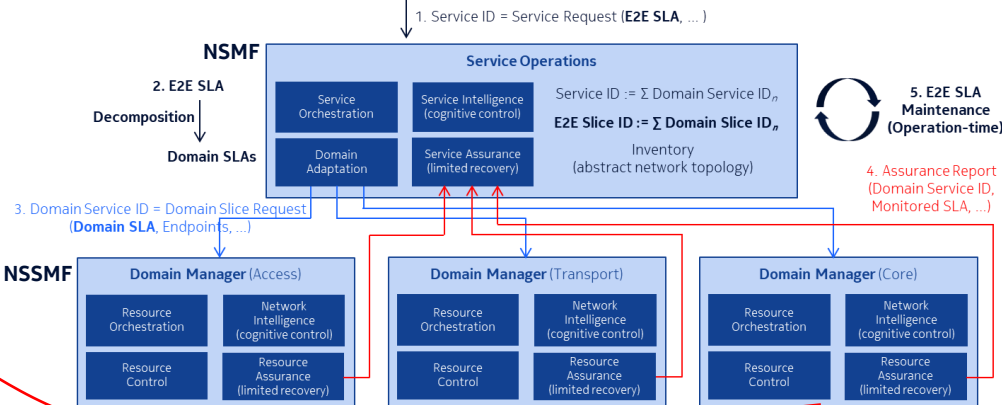 1. Service ID = Service Request (E2E SLA, ... )
NSMF
Service Operations
2. E2E SLA
Decomposition
Domain SLAs
Service
Orchestration
Service Intelligence
(cognitive control)
Domain
Adaptation
Service Assurance
(limited recovery)
Service ID := Σ Domain Service IDn
E2E Slice ID := Σ Domain Slice IDn
Inventory
(abstract network topology)
5. E2E SLA
Maintenance
(Operation-time)
4. Assurance Report
(Domain Service ID,
Monitored SLA, ...)
3. Domain Service ID = Domain Slice Request
(Domain SLA, Endpoints, ...)
NSSMF
Domain Manager (Access)
Resource
Orchestration
Network
Intelligence
(cognitive control)
Resource
Control
Resource
Assurance
(limited recovery)
Domain Manager (Transport)
Resource
Orchestration
Network
Intelligence
(cognitive control)
Resource
Control
Resource
Assurance
(limited recovery)
Domain Manager (Core)
Resource
Orchestration
Network
Intelligence
(cognitive control)
Resource
Control
Resource
Assurance
(limited recovery)